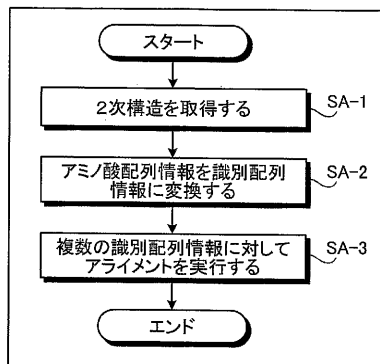 スタート
2次構造を取得する
SA-1
アミノ酸配列情報を識別配列
情報に変換する
SA-2
複数の識別配列情報に対して
アライメントを実行する
SA-3
エンド